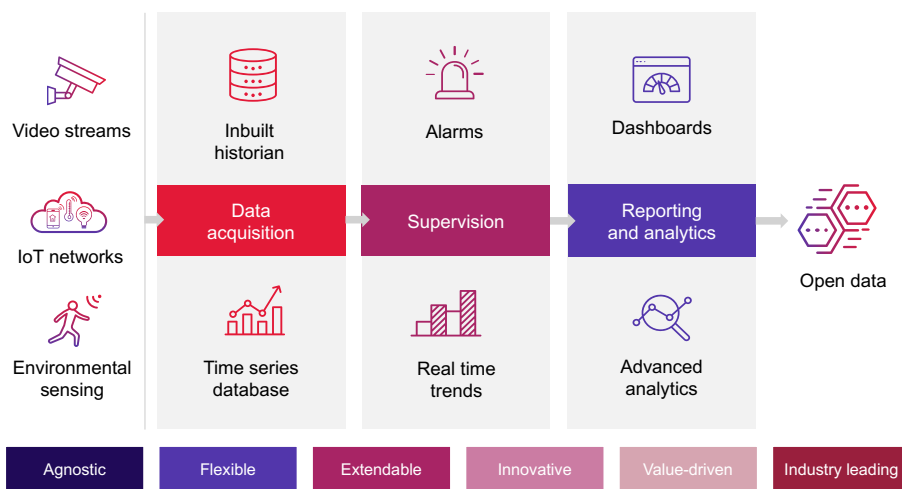 Video streams
IoT networks
Environmental
sensing
Inbuilt
historian
Data
acquisition
Time series
database
Alarms
Supervision
Real time
trends
Dashboards
Reporting
and analytics
Advanced
analytics
Open data
Agnostic
Flexible
Extendable
Innovative
Value-driven
Industry leading